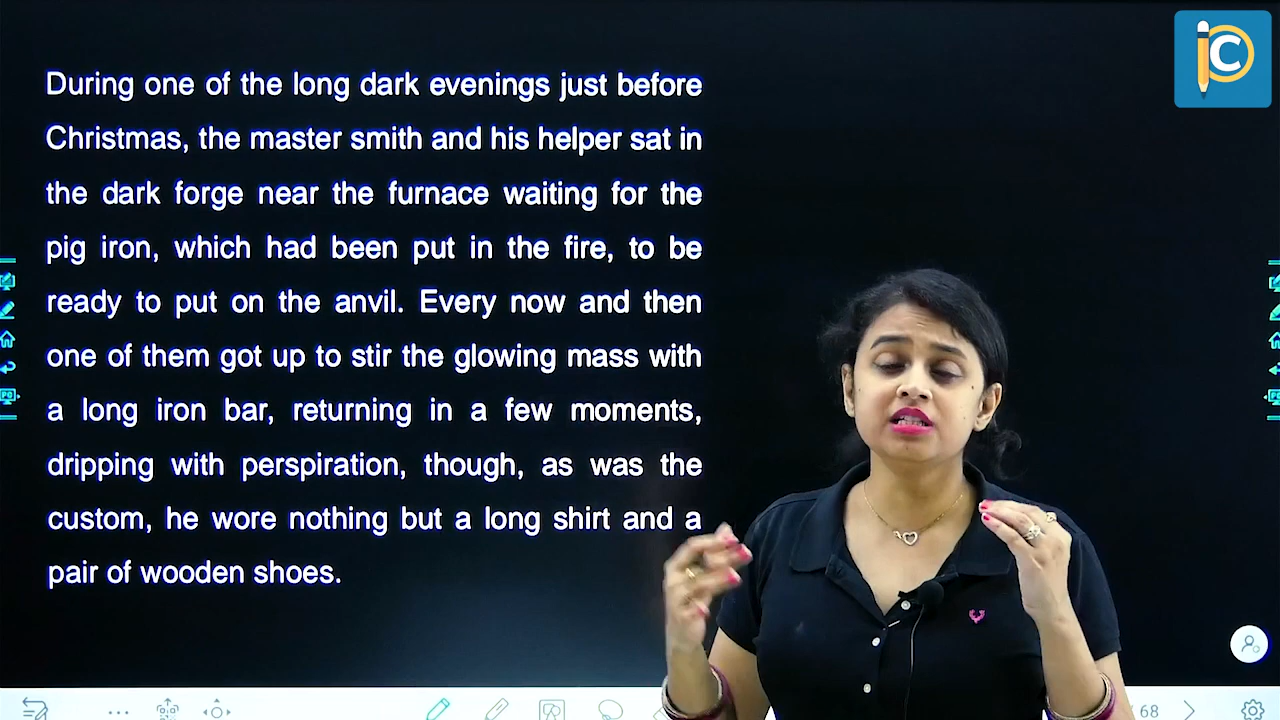 During one of the long dark evenings just before
Christmas, the master smith and his helper sat in
the dark forge near the furnace waiting for the
pig iron, which had been put in the fire, to be
ready to put on the anvil. Every now and then
one of them got up to stir the glowing mass with
a long iron bar, returning in a few moments,
dripping with perspiration, though, as was the
custom, he wore nothing but a long shirt and a
pair of wooden shoes.
68